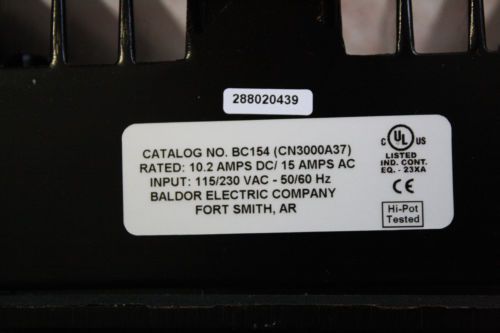 288020439
CATALOG NO. BC154 (CN3000A37)
RATED: 10.2 AMPS DC/ 15 AMPS AC
INPUT: 115/230 VAC - 50/60 Hz
BALDOR ELECTRIC COMPANY
FORT SMITH, AR
C UL US
LISTED
IND. CONT.
EQ. - 23XA
CE
Hi-Pot
Tested